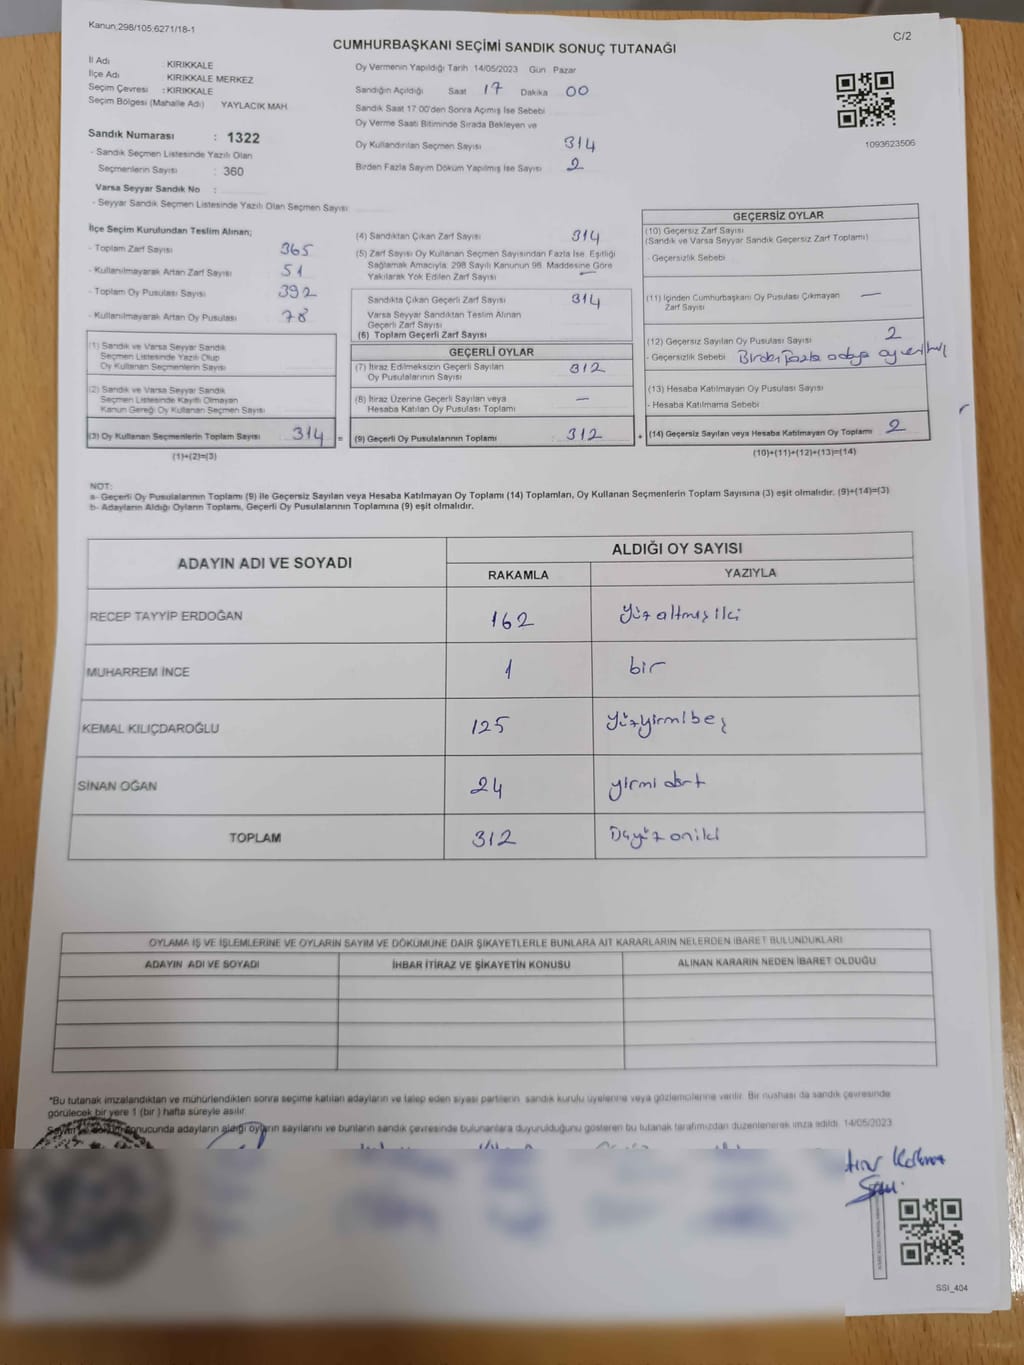 Kanun,298/105;6271/18-1
C/2
CUMHURBAŞKANI SEÇİMİ SANDIK SONUÇ TUTANAĞI
İl Adı : KIRIKKALE
İlçe Adı : KIRIKKALE MERKEZ
Seçim Çevresi : KIRIKKALE
Seçim Bölgesi (Mahalle Adı) YAYLACIK MAH.
Sandık Numarası : 1322
- Sandık Seçmen Listesinde Yazılı Olan
Seçmenlerin Sayısı : 360
Varsa Seyyar Sandık No :
- Seyyar Sandık Seçmen Listesinde Yazılı Olan Seçmen Sayısı
Oy Vermenin Yapıldığı Tarih 14/05/2023 Gün Pazar
Sandığın Açıldığı Saat 17 Dakika 00
Sandık Saat 17:00'den Sonra Açımış İse Sebebi
Oy Verme Saati Bitiminde Sırada Bekleyen ve
Oy Kullandırılan Seçmen Sayısı 314
Birden Fazla Sayım Döküm Yapılmış İse Sayısı 2
1093623506
İlçe Seçim Kurulundan Teslim Alınan;
- Toplam Zarf Sayısı 365
- Kullanılmayarak Artan Zarf Sayısı 51
- Toplam Oy Pusulası Sayısı 392
- Kullanılmayarak Artan Oy Pusulası 78
(1) Sandık ve Varsa Seyyar Sandık
Seçmen Listesinde Yazılı Olup
Oy Kullanan Seçmenlerin Sayısı
(2) Sandık ve Varsa Seyyar Sandık
Seçmen Listesinde Kayıtlı Olmayan
Kanun Gereği Oy Kullanan Seçmen Sayısı
(3) Oy Kullanan Seçmenlerin Toplam Sayısı 314 =
(1)+(2)=(3)
(4) Sandıktan Çıkan Zarf Sayısı 314
(5) Zarf Sayısı Oy Kullanan Seçmen Sayısından Fazla İse, Eşitliği
Sağlamak Amacıyla, 298 Sayılı Kanunun 98. Maddesine Göre
Yakılarak Yok Edilen Zarf Sayısı —
Sandıkta Çıkan Geçerli Zarf Sayısı 314
Varsa Seyyar Sandıktan Teslim Alınan
Geçerli Zarf Sayısı
(6) Toplam Geçerli Zarf Sayısı
GEÇERLİ OYLAR
(7) İtiraz Edilmeksizin Geçerli Sayılan
Oy Pusulalarının Sayısı 312
(8) İtiraz Üzerine Geçerli Sayılan veya
Hesaba Katılan Oy Pusulası Toplamı —
(9) Geçerli Oy Pusulalarının Toplamı : 312 +
GEÇERSİZ OYLAR
(10) Geçersiz Zarf Sayısı
(Sandık ve Varsa Seyyar Sandık Geçersiz Zarf Toplamı)
- Geçersizlik Sebebi
(11) İçinden Cumhurbaşkanı Oy Pusulası Çıkmayan
Zarf Sayısı —
(12) Geçersiz Sayılan Oy Pusulası Sayısı 2
- Geçersizlik Sebebi Birden fazla adaya oy
(13) Hesaba Katılmayan Oy Pusulası Sayısı
- Hesaba Katılmama Sebebi
(14) Geçersiz Sayılan veya Hesaba Katılmayan Oy Toplamı 2
(10)+(11)+(12)+(13)=(14)
NOT:
a- Geçerli Oy Pusulalarının Toplamı (9) ile Geçersiz Sayılan veya Hesaba Katılmayan Oy Toplamı (14) Toplamları, Oy Kullanan Seçmenlerin Toplam Sayısına (3) eşit olmalıdır. (9)+(14)=(3)
b- Adayların Aldığı Oyların Toplamı, Geçerli Oy Pusulalarının Toplamına (9) eşit olmalıdır.
ADAYIN ADI VE SOYADI
ALDIĞI OY SAYISI
RAKAMLA YAZIYLA
RECEP TAYYİP ERDOĞAN 162 yüz altmış iki
MUHARREM İNCE 1 bir
KEMAL KILIÇDAROĞLU 125 yüzyirmibeş
SİNAN OĞAN 24 yirmi dört
TOPLAM 312 üçyüz oniki
OYLAMA İŞ VE İŞLEMLERİNE VE OYLARIN SAYIM VE DÖKÜMÜNE DAİR ŞİKAYETLERLE BUNLARA AİT KARARLARIN NELERDEN İBARET BULUNDUKLARI
ADAYIN ADI VE SOYADI İHBAR İTİRAZ VE ŞİKAYETİN KONUSU ALINAN KARARIN NEDEN İBARET OLDUĞU
*Bu tutanak imzalandıktan ve mühürlendikten sonra seçime katılan adayların ve talep eden siyasi partilerin sandık kurulu üyelerine veya gözlemcilerine verilir. Bir nüshası da sandık çevresinde
görülecek bir yere 1 (bir ) hafta süreyle asılır.
sonucunda adayların aldığı oyların sayılarını ve bunların sandık çevresinde bulunanlara duyurulduğunu gösteren bu tutanak tarafımızdan düzenlenerek imza edildi. 14/05/2023
SSI_404